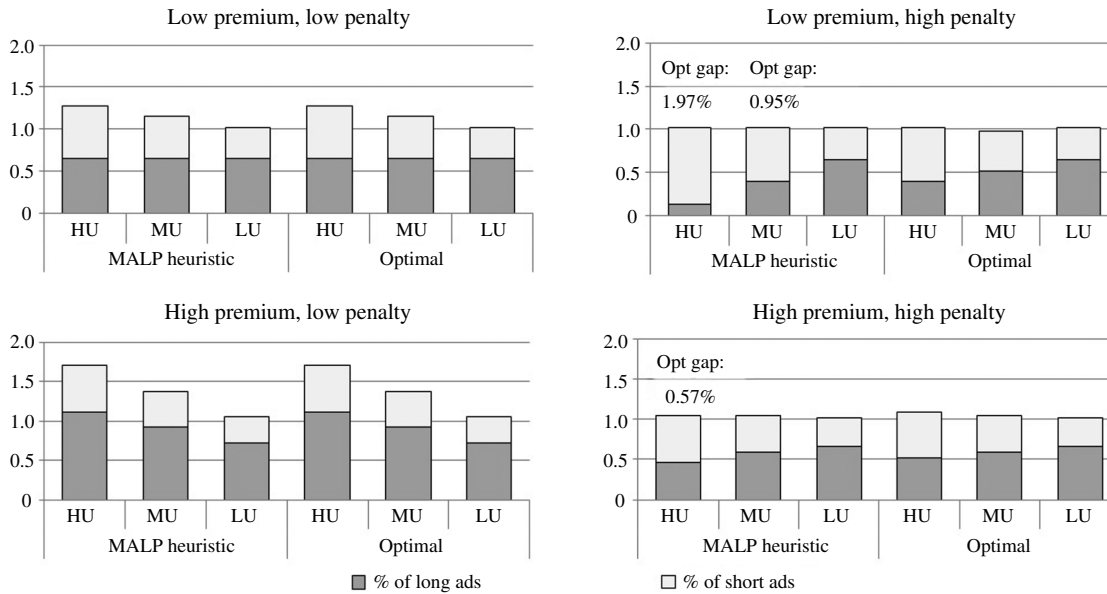 Low premium, low penalty
2.0
1.5
1.0
0.5
0
HU MU LU HU MU LU
MALP heuristic Optimal
Low premium, high penalty
2.0
1.5
1.0
0.5
0
Opt gap: Opt gap:
1.97% 0.95%
HU MU LU HU MU LU
MALP heuristic Optimal
High premium, low penalty
2.0
1.5
1.0
0.5
0
HU MU LU HU MU LU
MALP heuristic Optimal
High premium, high penalty
2.0
1.5
1.0
0.5
0
Opt gap:
0.57%
HU MU LU HU MU LU
MALP heuristic Optimal
% of long ads % of short ads